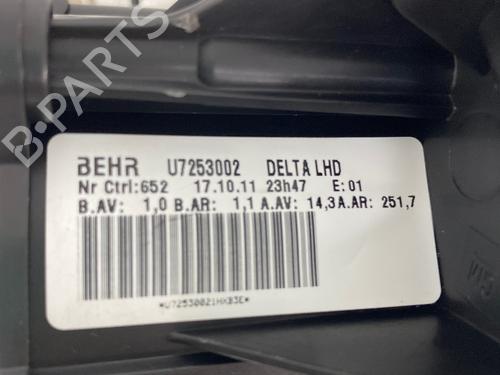 BEHR U7253002 DELTA LHD
Nr Ctrl:652 17.10.11 23h47 E:01
B.AV: 1,0 B.AR: 1,1 A.AV: 14,3 A.AR: 251,7
*U72530021HXB3E*
B-PARTS